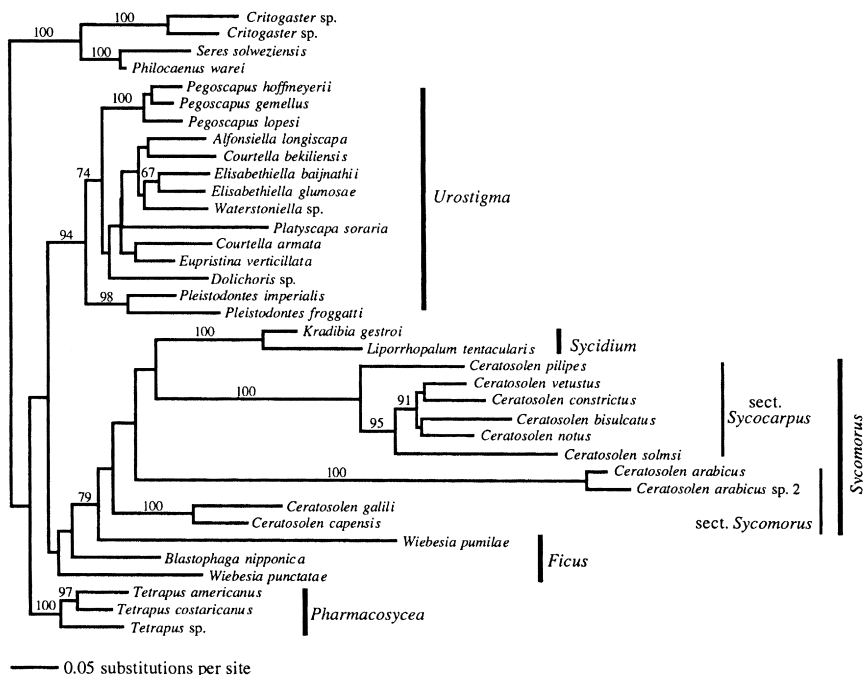 100
Critogaster sp.
100
Critogaster sp.
100
Seres solweziensis
Philocaenus warei
100
Pegoscapus hoffmeyerii
Pegoscapus gemellus
Pegoscapus lopesi
Alfonsiella longiscapa
Courtella bekiliensis
74
67
Elisabethiella baijnathii
Elisabethiella glumosae
Waterstoniella sp.
Urostigma
Platyscapa soraria
94
Courtella armata
Eupristina verticillata
Dolichoris sp.
98
Pleistodontes imperialis
Pleistodontes froggatti
100
Kradibia gestroi
Liporrhopalum tentacularis
Sycidium
Ceratosolen pilipes
100
Ceratosolen vetustus
91
Ceratosolen constrictus
sect.
Sycocarpus
Ceratosolen bisulcatus
95
Ceratosolen notus
Ceratosolen solmsi
Sycomorus
100
Ceratosolen arabicus
Ceratosolen arabicus sp. 2
79
100
Ceratosolen galili
Ceratosolen capensis
sect. Sycomorus
Wiebesia pumilae
Blastophaga nipponica
Ficus
Wiebesia punctatae
97
Tetrapus americanus
100
Tetrapus costaricanus
Pharmacosycea
Tetrapus sp.
0.05 substitutions per site